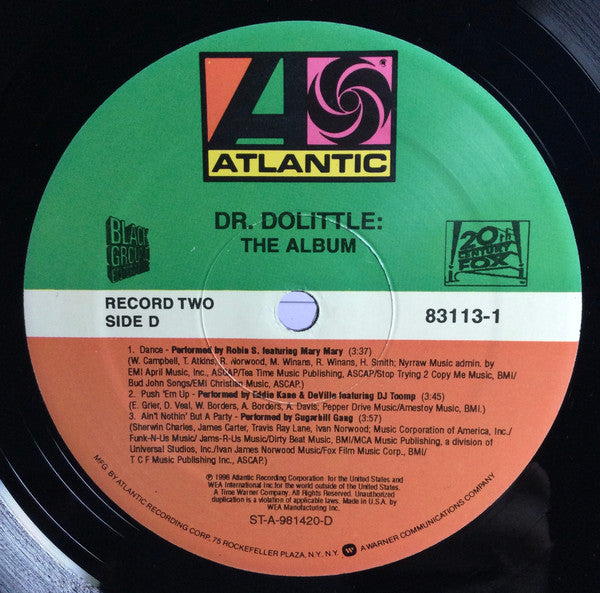 ATLANTIC
DR. DOLITTLE:
THE ALBUM
BLACK
GROUND
20th
CENTURY
FOX
RECORD TWO
SIDE D
83113-1
1. Dance - Performed by Robin S. featuring Mary Mary (3:37)
(W. Campbell, T. Atkins, R. Norwood, M. Winans, R. Winans, H. Smith; Nyrraw Music admin. by
EMI April Music, Inc., ASCAP/Tea Time Music Publishing, ASCAP/Stop Trying 2 Copy Me Music, BMI/
Bud John Songs/EMI Christian Music, ASCAP.)
2. Push 'Em Up - Performed by Eddie Kane & DeVille featuring DJ Toomp (3:45)
(E. Grier, D. Veal, W. Borders, A. Borders, A. Davis; Pepper Drive Music/Amestoy Music, BMI.)
3. Ain't Nothin' But A Party - Performed by Sugarhill Gang (3:57)
(Sherwin Charles, James Carter, Travis Ray Lane, Ivan Norwood; Music Corporation of America, Inc./
Funk-N-Us Music/ Jams-R-Us Music/Dirty Beat Music, BMI/MCA Music Publishing, a division of
Universal Studios, Inc/Ivan James Norwood Music/Fox Film Music Corp., BMI/
T C F Music Publishing Inc., ASCAP.)
℗ 1998 Atlantic Recording Corporation for the United States and
WEA International Inc for the world outside of the United States.
A Time Warner Company. All Rights Reserved. Unauthorized
duplication is a violation of applicable laws. Made in U.S.A. by
WEA Manufacturing Inc.
ST-A-981420-D
MFG. BY ATLANTIC RECORDING CORP. 75 ROCKEFELLER PLAZA, N.Y. N.Y. A WARNER COMMUNICATIONS COMPANY